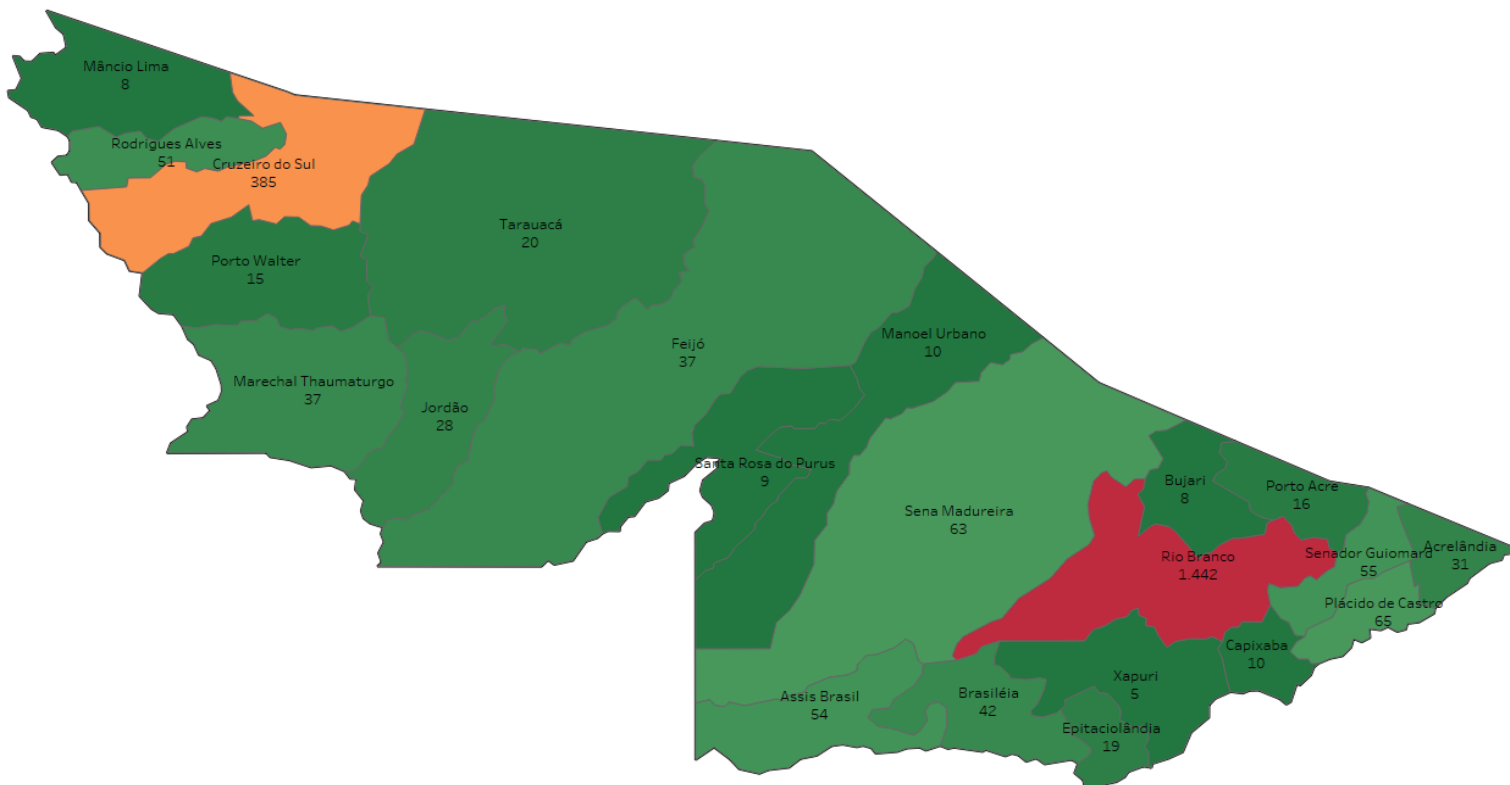 Mâncio Lima
8
Rodrigues Alves
51
Cruzeiro do Sul
385
Tarauacá
20
Porto Walter
15
Feijó
37
Manoel Urbano
10
Marechal Thaumaturgo
37
Jordão
28
Santa Rosa do Purus
9
Sena Madureira
63
Bujari
8
Porto Acre
16
Rio Branco
1.442
Senador Guiomard
55
Acrelândia
31
Plácido de Castro
65
Capixaba
10
Xapuri
5
Assis Brasil
54
Brasiléia
42
Epitaciolândia
19